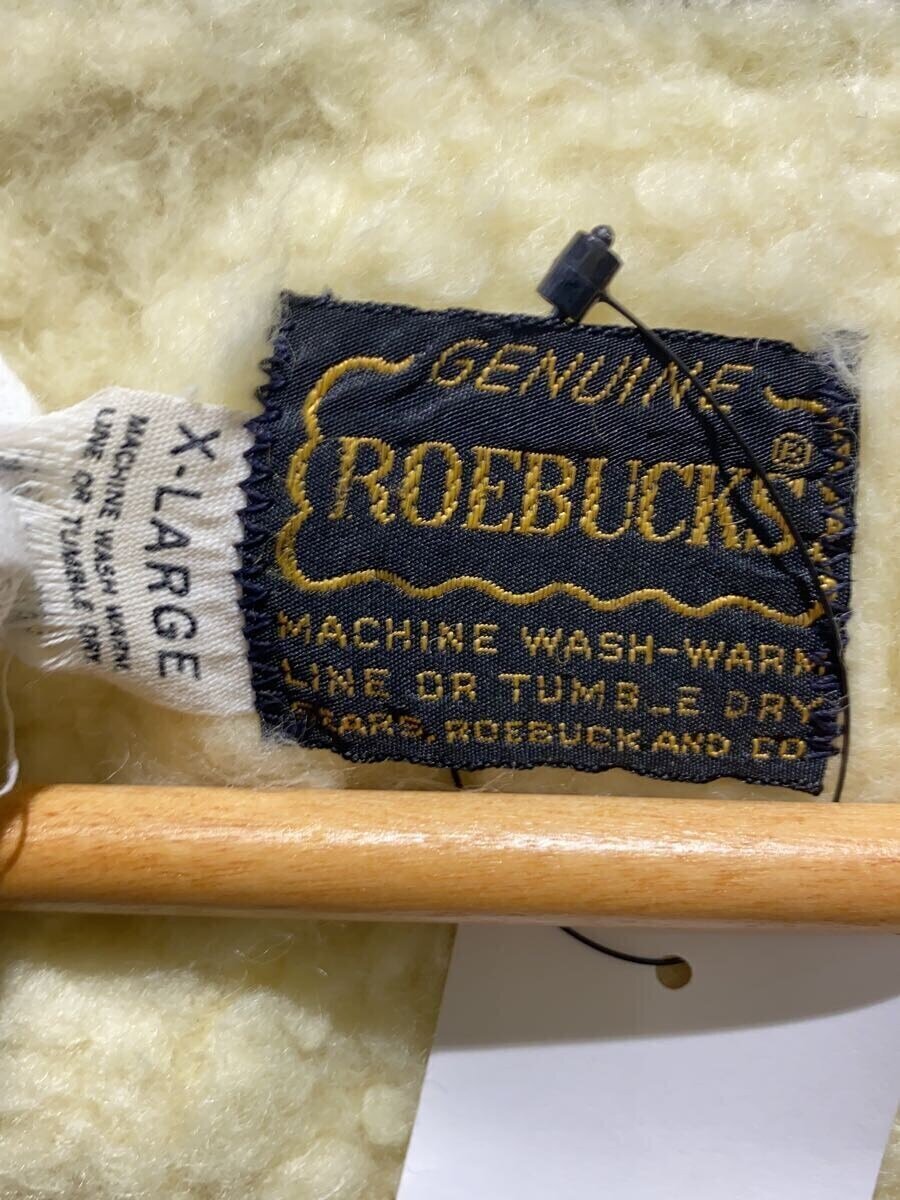 GENUINE
ROEBUCKS®
MACHINE WASH-WARM
LINE OR TUMBLE DRY
SEARS, ROEBUCK AND CO
X-LARGE
MACHINE WASH WARM
LINE OR TUMBLE DRY